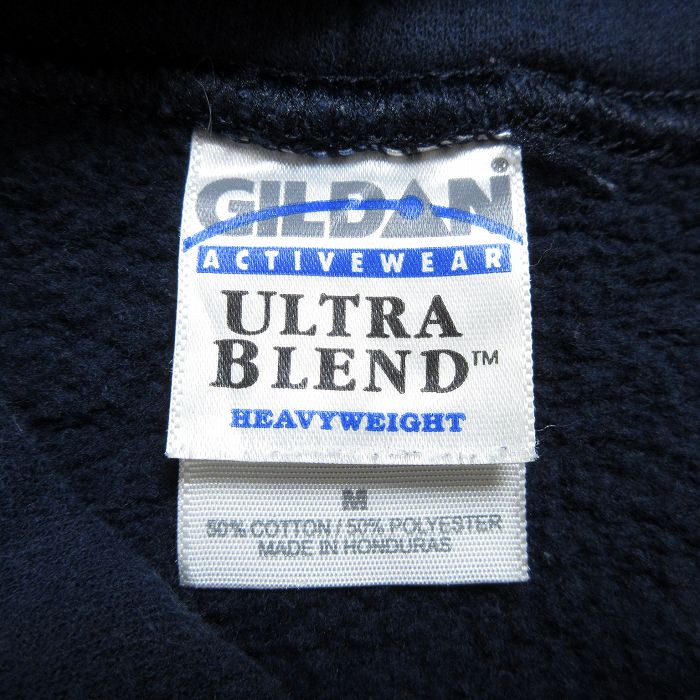 GILDAN®
ACTIVEWEAR
ULTRA
BLEND™
HEAVYWEIGHT
M
50% COTTON / 50% POLYESTER
MADE IN HONDURAS